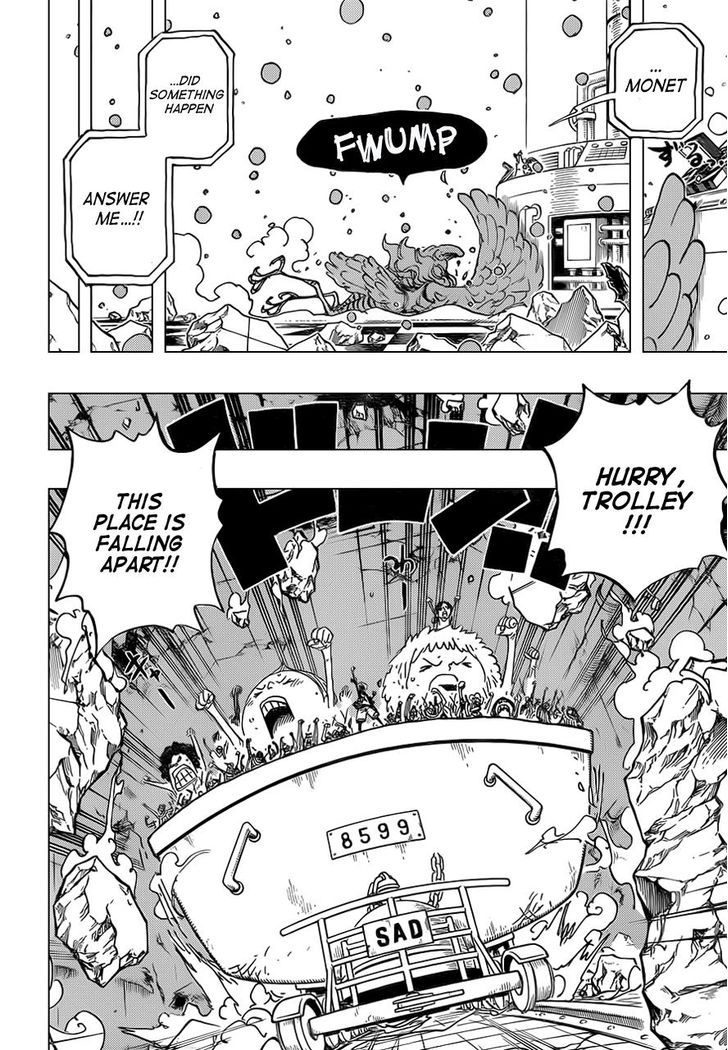 ...
MONET
...DID
SOMETHING
HAPPEN
ANSWER
ME...!!
FWUMP
HURRY,
TROLLEY
!!!
THIS
PLACE IS
FALLING
APART!!
8599
SAD